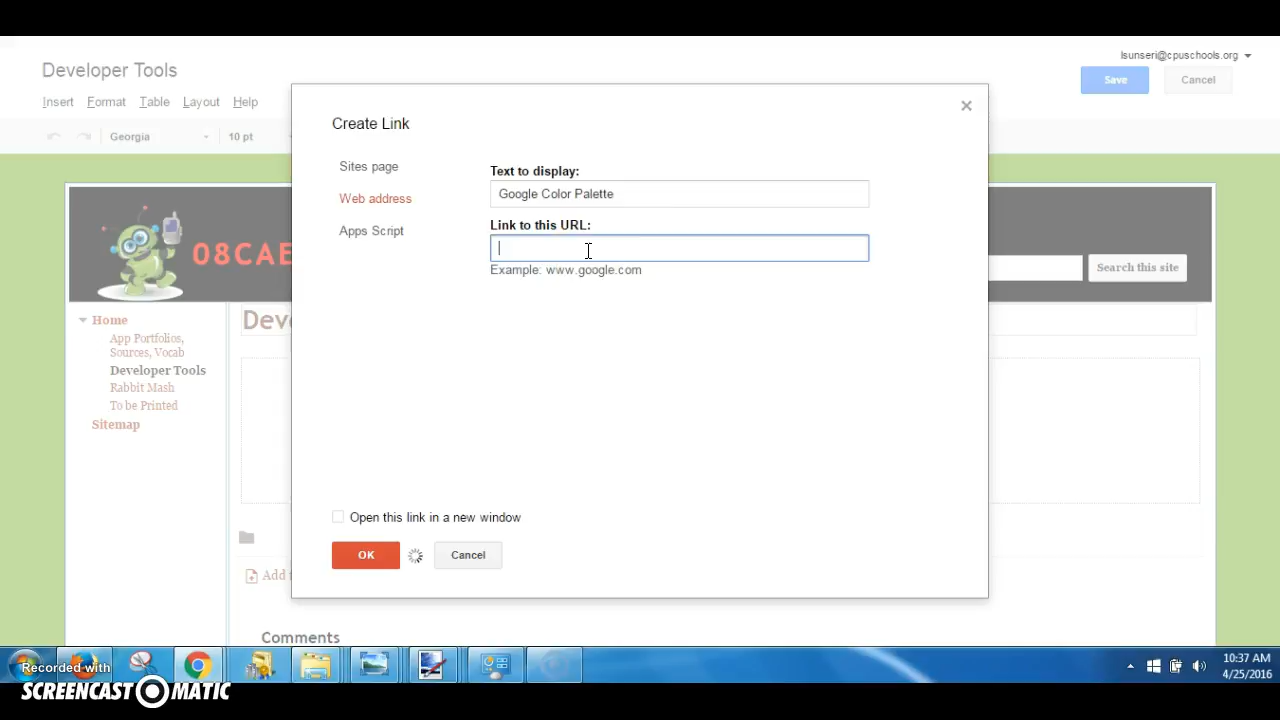 Developer Tools
lsunseri@cpuschools.org
Save
Cancel
Insert Format Table Layout Help
Georgia 10 pt
Create Link
Sites page
Web address
Apps Script
Text to display:
Google Color Palette
Link to this URL:
Example: www.google.com
Open this link in a new window
OK
Cancel
08CAE
Search this site
Home
App Portfolios,
Sources, Vocab
Developer Tools
Rabbit Mash
To be Printed
Sitemap
Deve
Add f
Comments
Recorded with
SCREENCAST MATIC
10:37 AM
4/25/2016